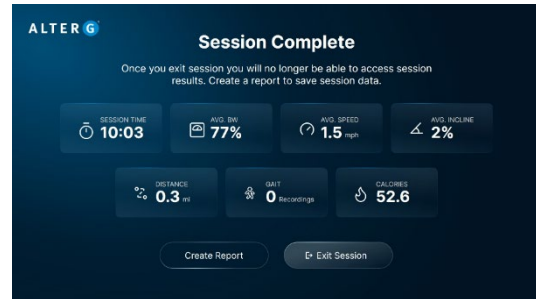 ALTER G
Session Complete
Once you exit session you will no longer be able to access session
results. Create a report to save session data.
SESSION TIME
10:03
AVG. BW
77%
AVG. SPEED
1.5 mph
AVG. INCLINE
2%
DISTANCE
0.3 mi
GAIT
0 Recordings
CALORIES
52.6
Create Report
Exit Session